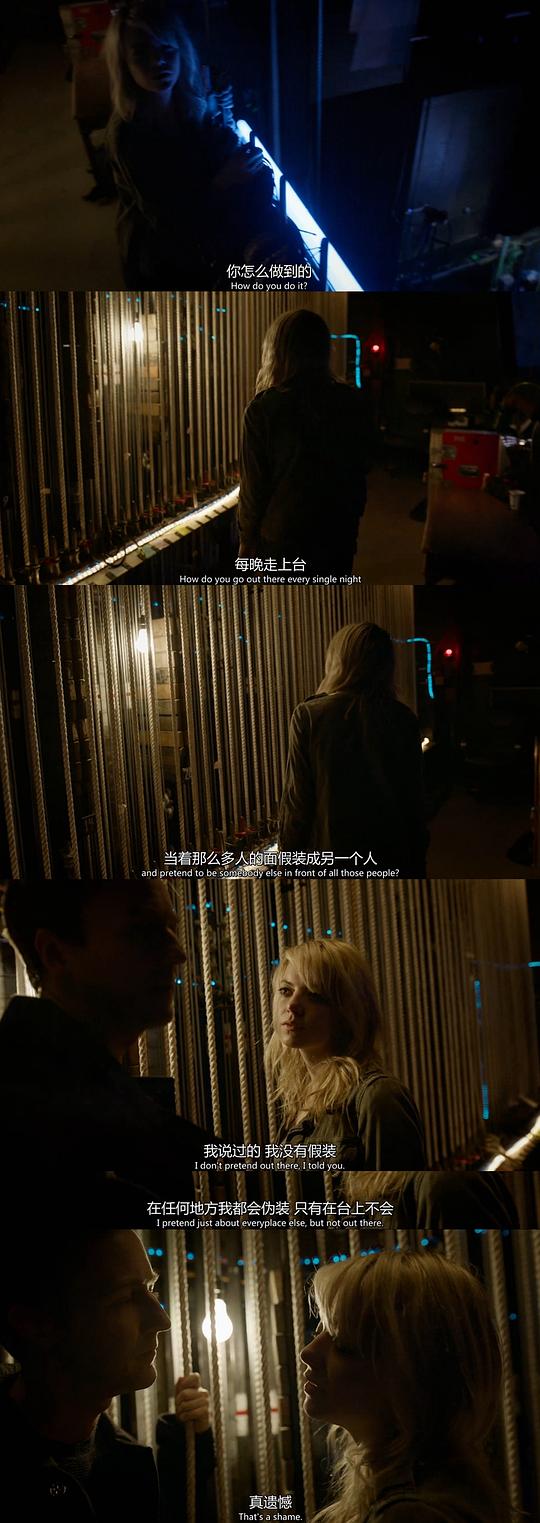 你怎么做到的
How do you do it?
每晚走上台
How do you go out there every single night
当着那么多人的面假装成另一个人
and pretend to be somebody else in front of all those people?
我说过的 我没有假装
I don't pretend out there, I told you.
在任何地方我都会伪装 只有在台上不会
I pretend just about everyplace else, but not out there.
真遗憾
That's a shame.